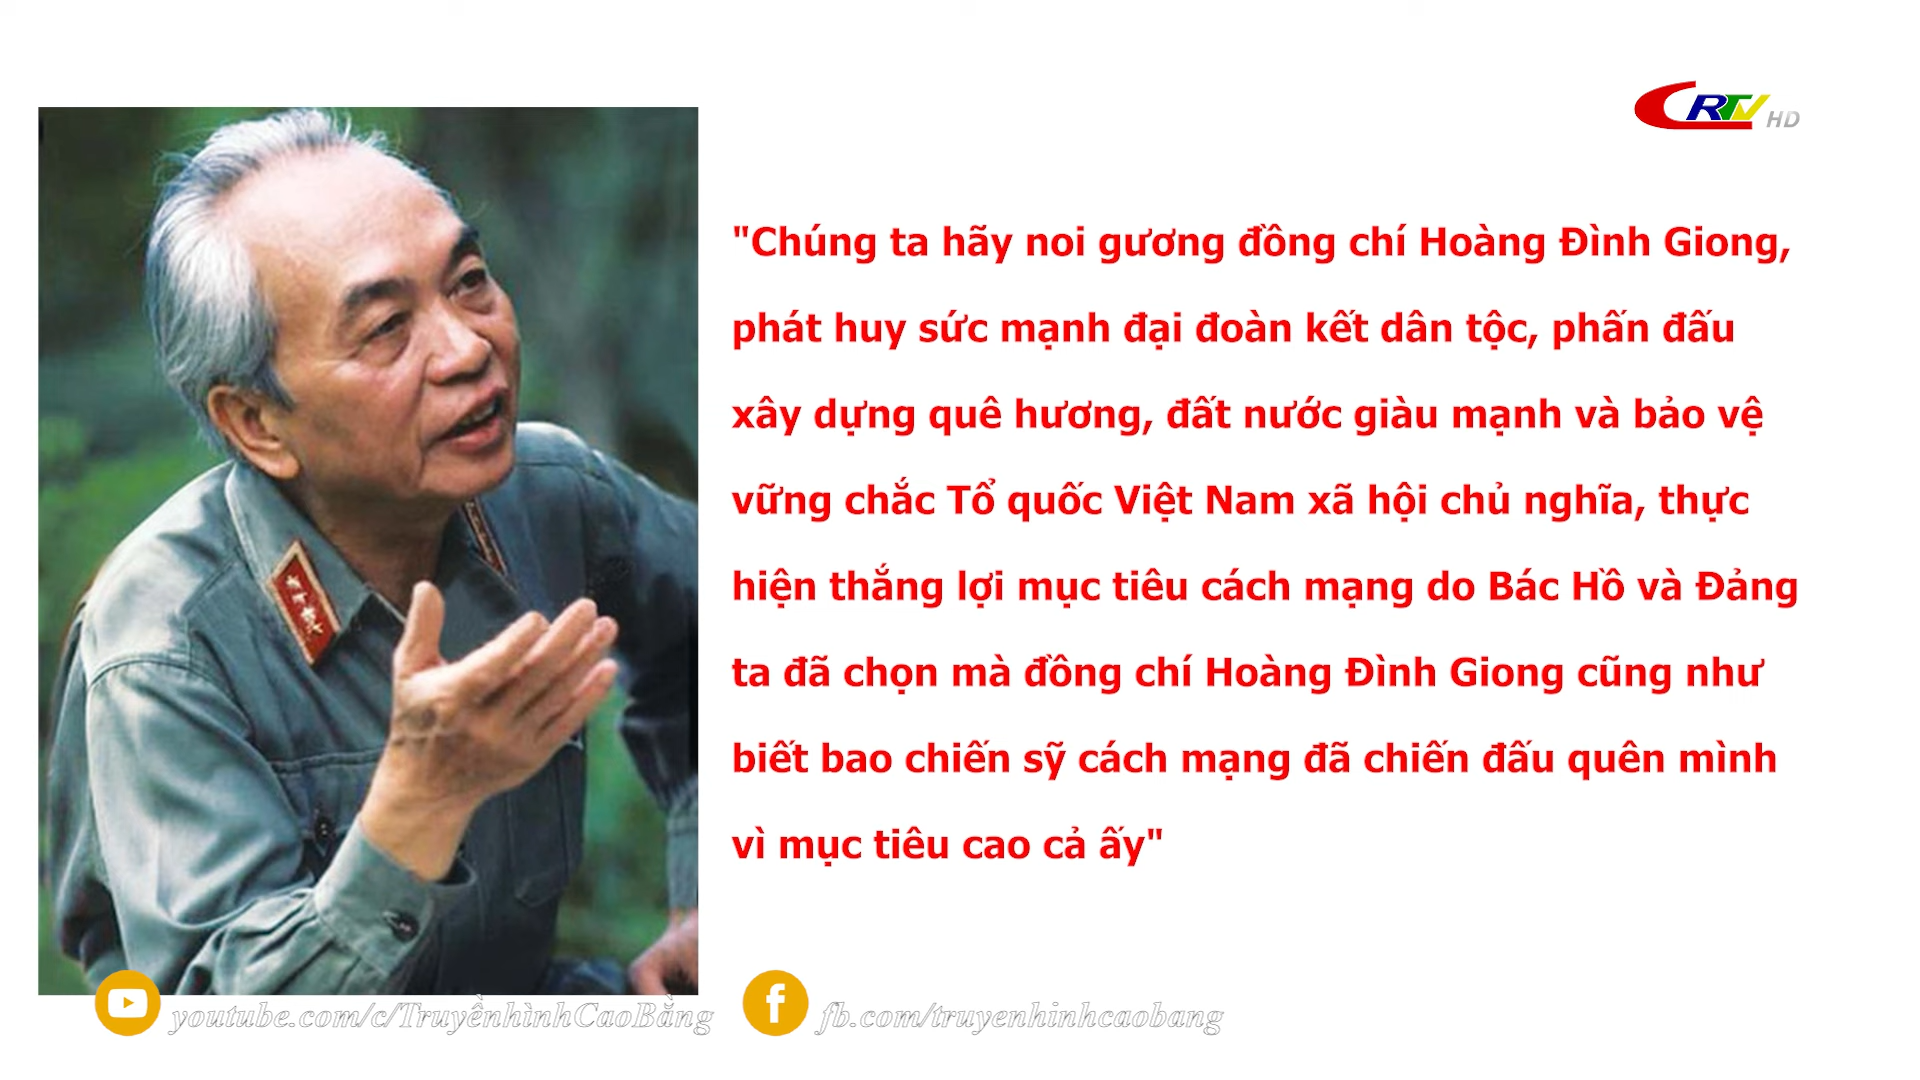 CRTV HD
"Chúng ta hãy noi gương đồng chí Hoàng Đình Giong,
phát huy sức mạnh đại đoàn kết dân tộc, phấn đấu
xây dựng quê hương, đất nước giàu mạnh và bảo vệ
vững chắc Tổ quốc Việt Nam xã hội chủ nghĩa, thực
hiện thắng lợi mục tiêu cách mạng do Bác Hồ và Đảng
ta đã chọn mà đồng chí Hoàng Đình Giong cũng như
biết bao chiến sỹ cách mạng đã chiến đấu quên mình
vì mục tiêu cao cả ấy"
youtube.com/c/TruyềnhìnhCaoBằng
fb.com/truyenhinhcaobang